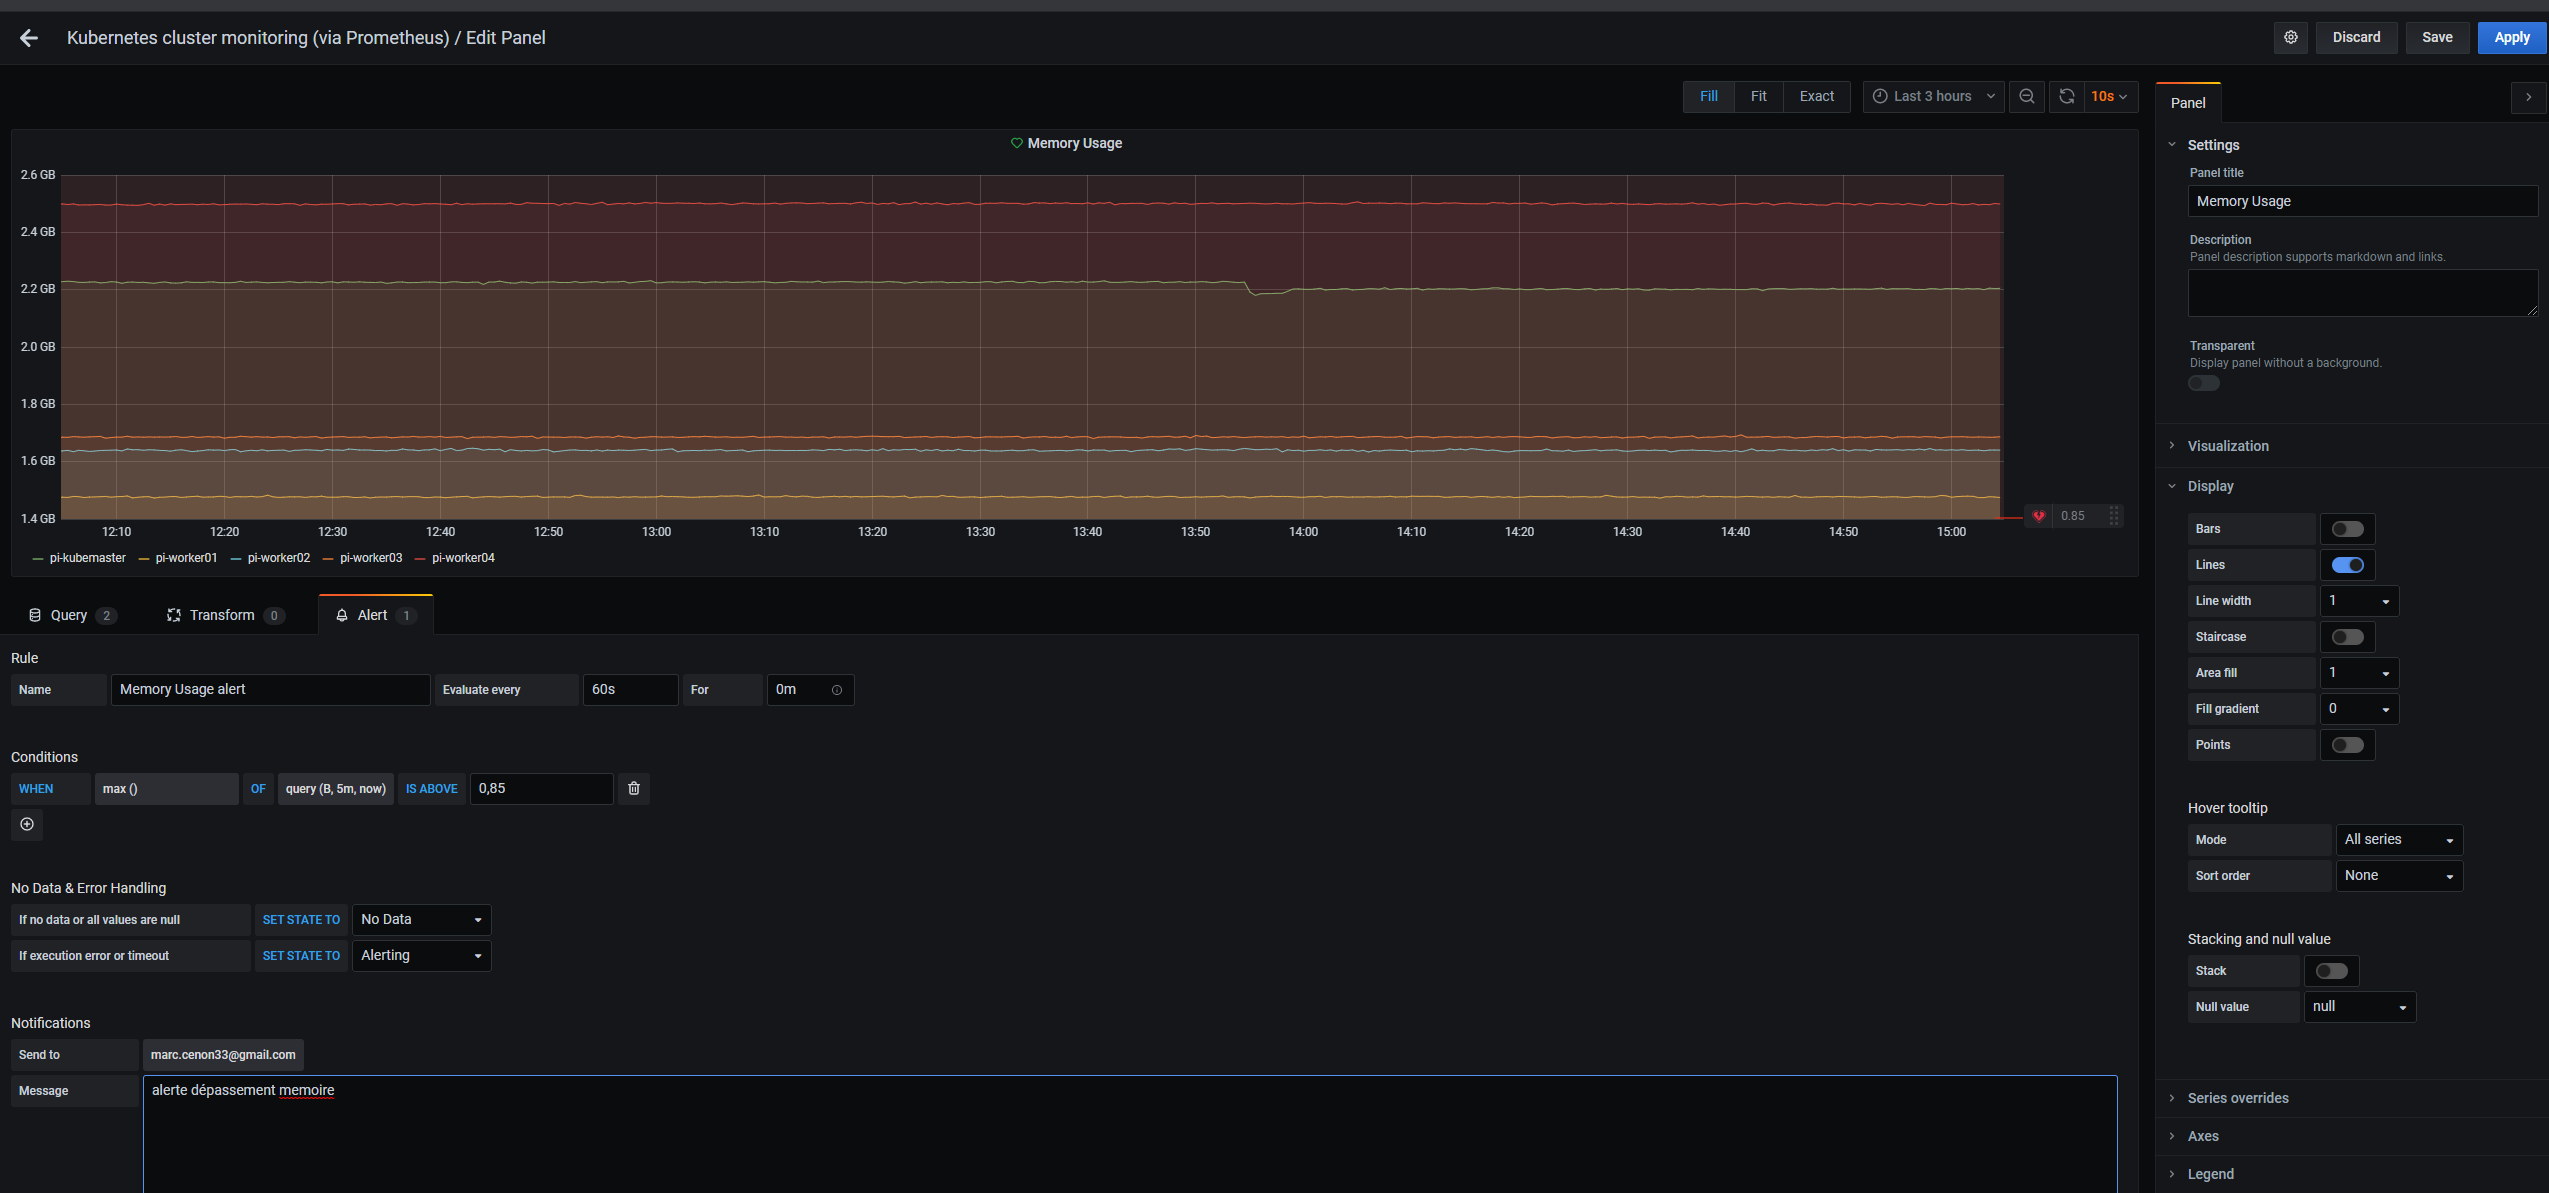 Kubernetes cluster monitoring (via Prometheus) / Edit Panel
Discard
Save
Apply
Fill
Fit
Exact
Last 3 hours
10s
Memory Usage
2.6 GB
2.4 GB
2.2 GB
2.0 GB
1.8 GB
1.6 GB
1.4 GB
12:10 12:20 12:30 12:40 12:50 13:00 13:10 13:20 13:30 13:40 13:50 14:00 14:10 14:20 14:30 14:40 14:50 15:00
0.85
pi-kubemaster pi-worker01 pi-worker02 pi-worker03 pi-worker04
Query 2
Transform 0
Alert 1
Rule
Name Memory Usage alert Evaluate every 60s For 0m
Conditions
WHEN max () OF query (B, 5m, now) IS ABOVE 0,85
No Data & Error Handling
If no data or all values are null SET STATE TO No Data
If execution error or timeout SET STATE TO Alerting
Notifications
Send to marc.cenon33@gmail.com
Message alerte dépassement memoire
Panel
Settings
Panel title
Memory Usage
Description
Panel description supports markdown and links.
Transparent
Display panel without a background.
Visualization
Display
Bars
Lines
Line width 1
Staircase
Area fill 1
Fill gradient 0
Points
Hover tooltip
Mode All series
Sort order None
Stacking and null value
Stack
Null value null
Series overrides
Axes
Legend